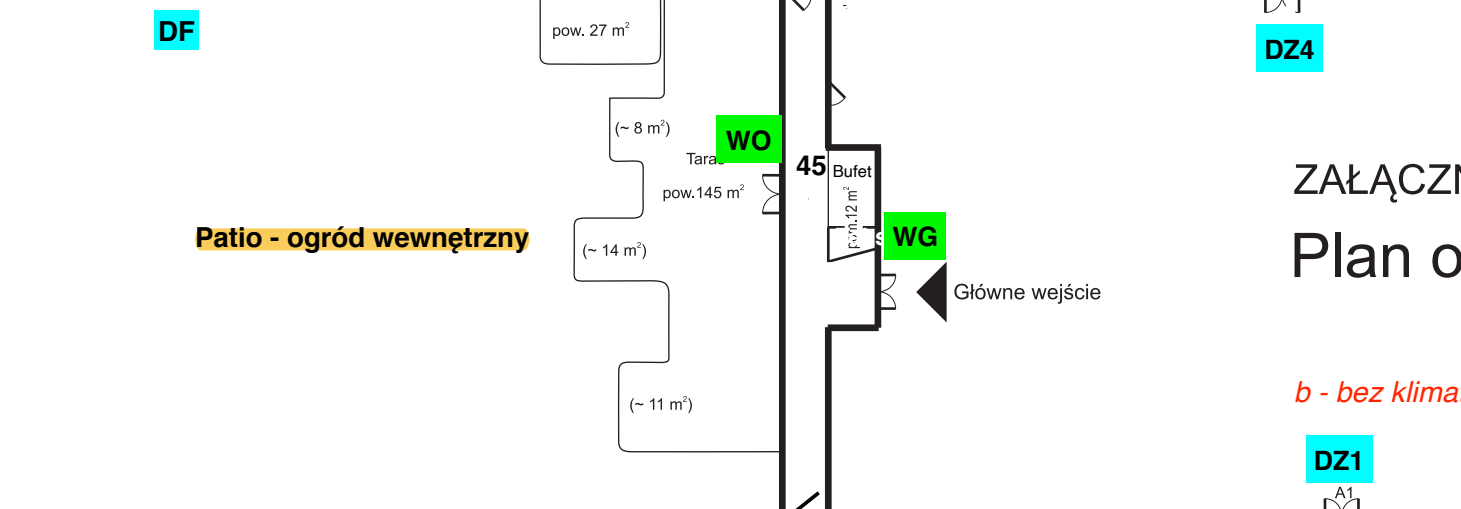 DF
pow. 27 m²
DZ4
(~ 8 m²)
WO
Taras
45
Bufet
pow.145 m²
pom.12 m²
ZAŁĄCZN
Patio - ogród wewnętrzny
WG
(~ 14 m²)
Plan o
Główne wejście
b - bez klima
(~ 11 m²)
DZ1
A1